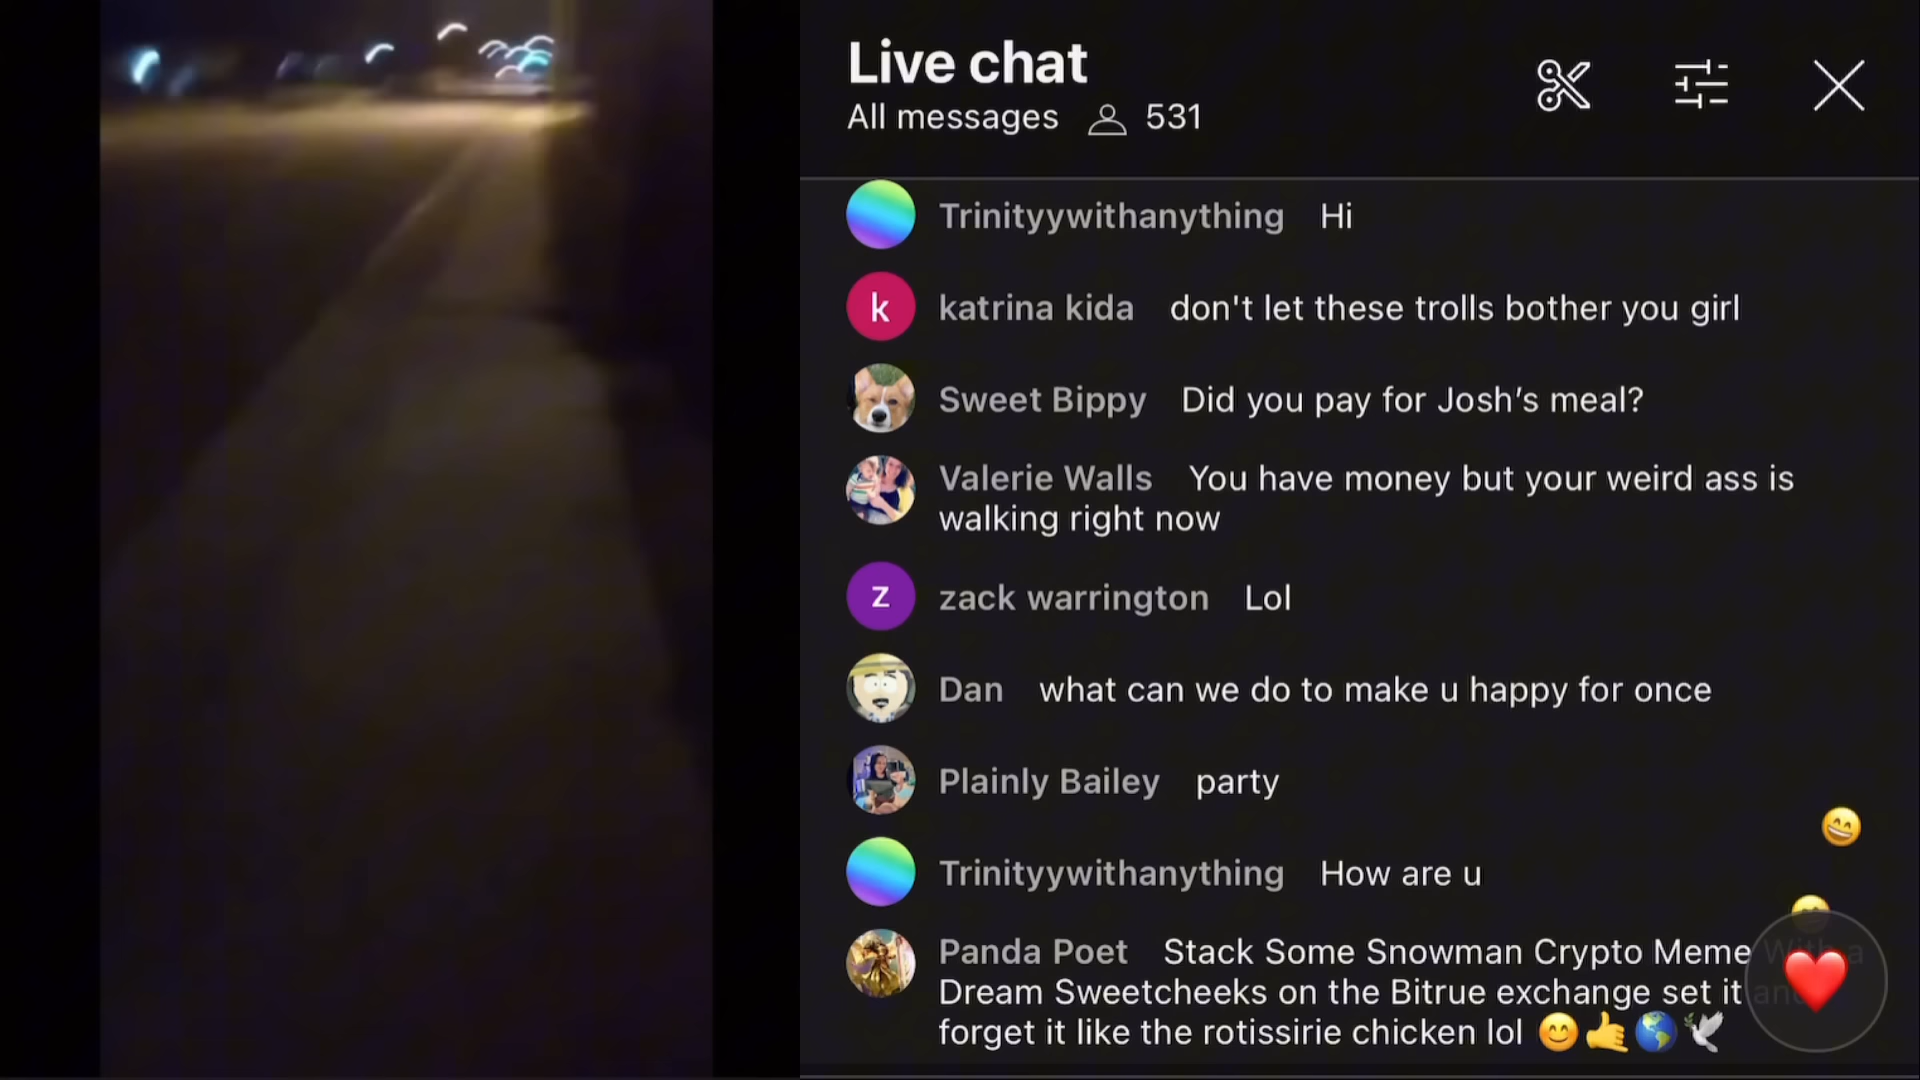 Live chat
All messages 531
Trinityywithanything Hi
k katrina kida don't let these trolls bother you girl
Sweet Bippy Did you pay for Josh’s meal?
Valerie Walls You have money but your weird ass is
walking right now
z zack warrington Lol
Dan what can we do to make u happy for once
Plainly Bailey party
Trinityywithanything How are u
Panda Poet Stack Some Snowman Crypto Meme With a
Dream Sweetcheeks on the Bitrue exchange set it and
forget it like the rotissirie chicken lol 😊🤙🌎🕊️